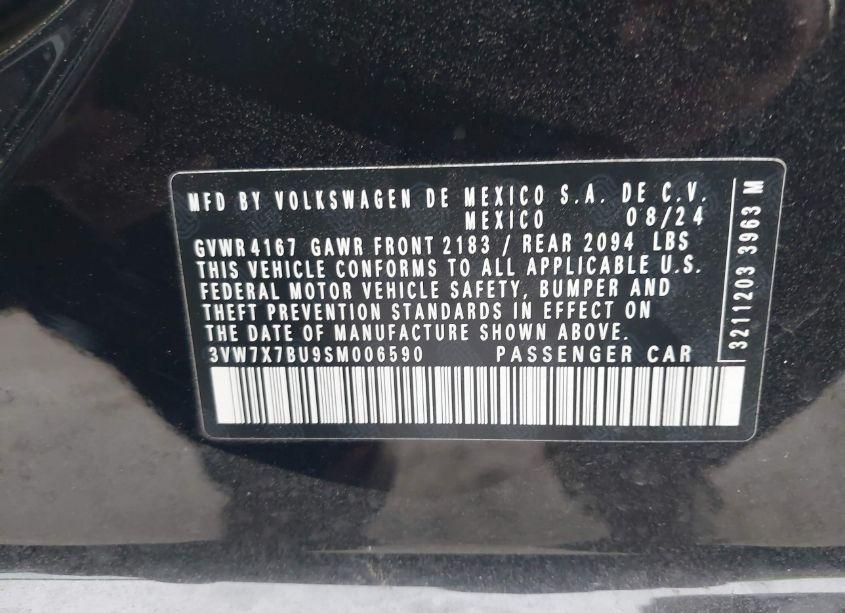 MFD BY VOLKSWAGEN DE MEXICO S.A. DE C.V.
MEXICO 08/24
GVWR 4167 GAWR FRONT 2183 / REAR 2094 LBS
THIS VEHICLE CONFORMS TO ALL APPLICABLE U.S.
FEDERAL MOTOR VEHICLE SAFETY, BUMPER AND
THEFT PREVENTION STANDARDS IN EFFECT ON
THE DATE OF MANUFACTURE SHOWN ABOVE.
3VW7X7BU9SM006590 PASSENGER CAR
3211203 3963 M